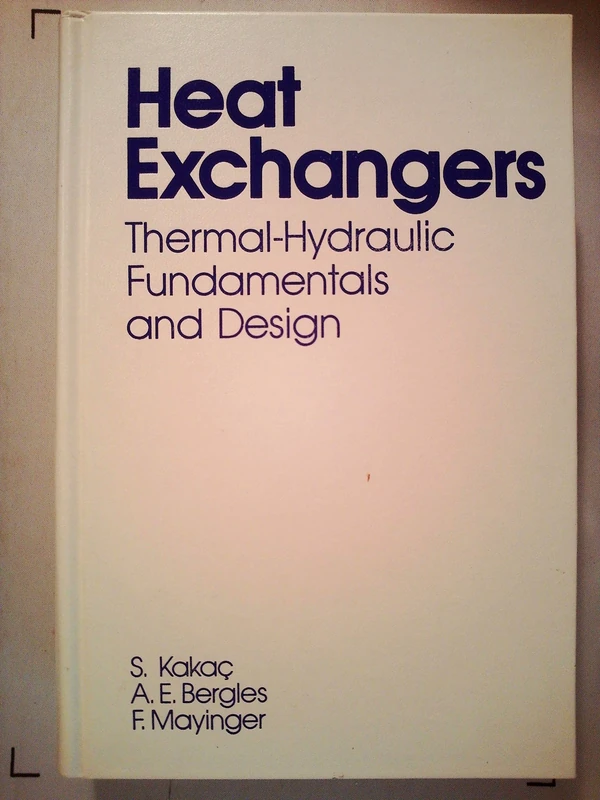 Heat
Exchangers
Thermal-Hydraulic
Fundamentals
and Design
S. Kakaç
A. E. Bergles
F. Mayinger